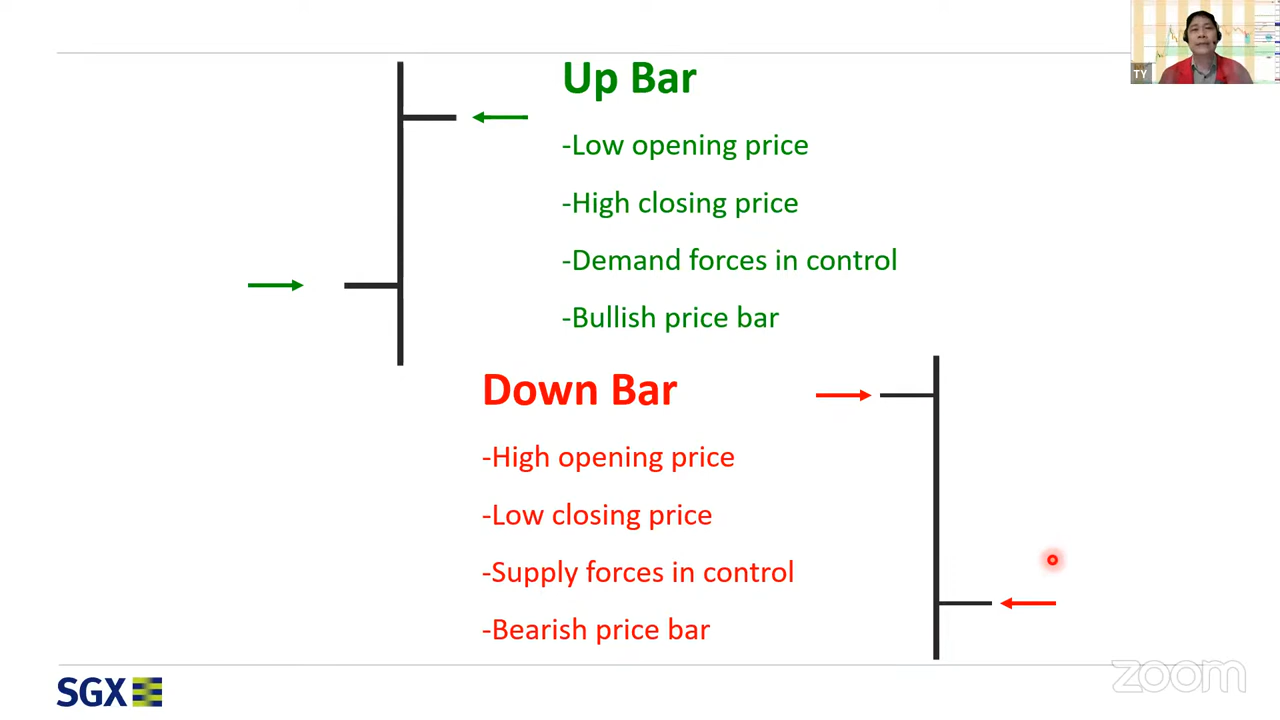 TY
Up Bar
-Low opening price
-High closing price
-Demand forces in control
-Bullish price bar
Down Bar
-High opening price
-Low closing price
-Supply forces in control
-Bearish price bar
SGX
zoom